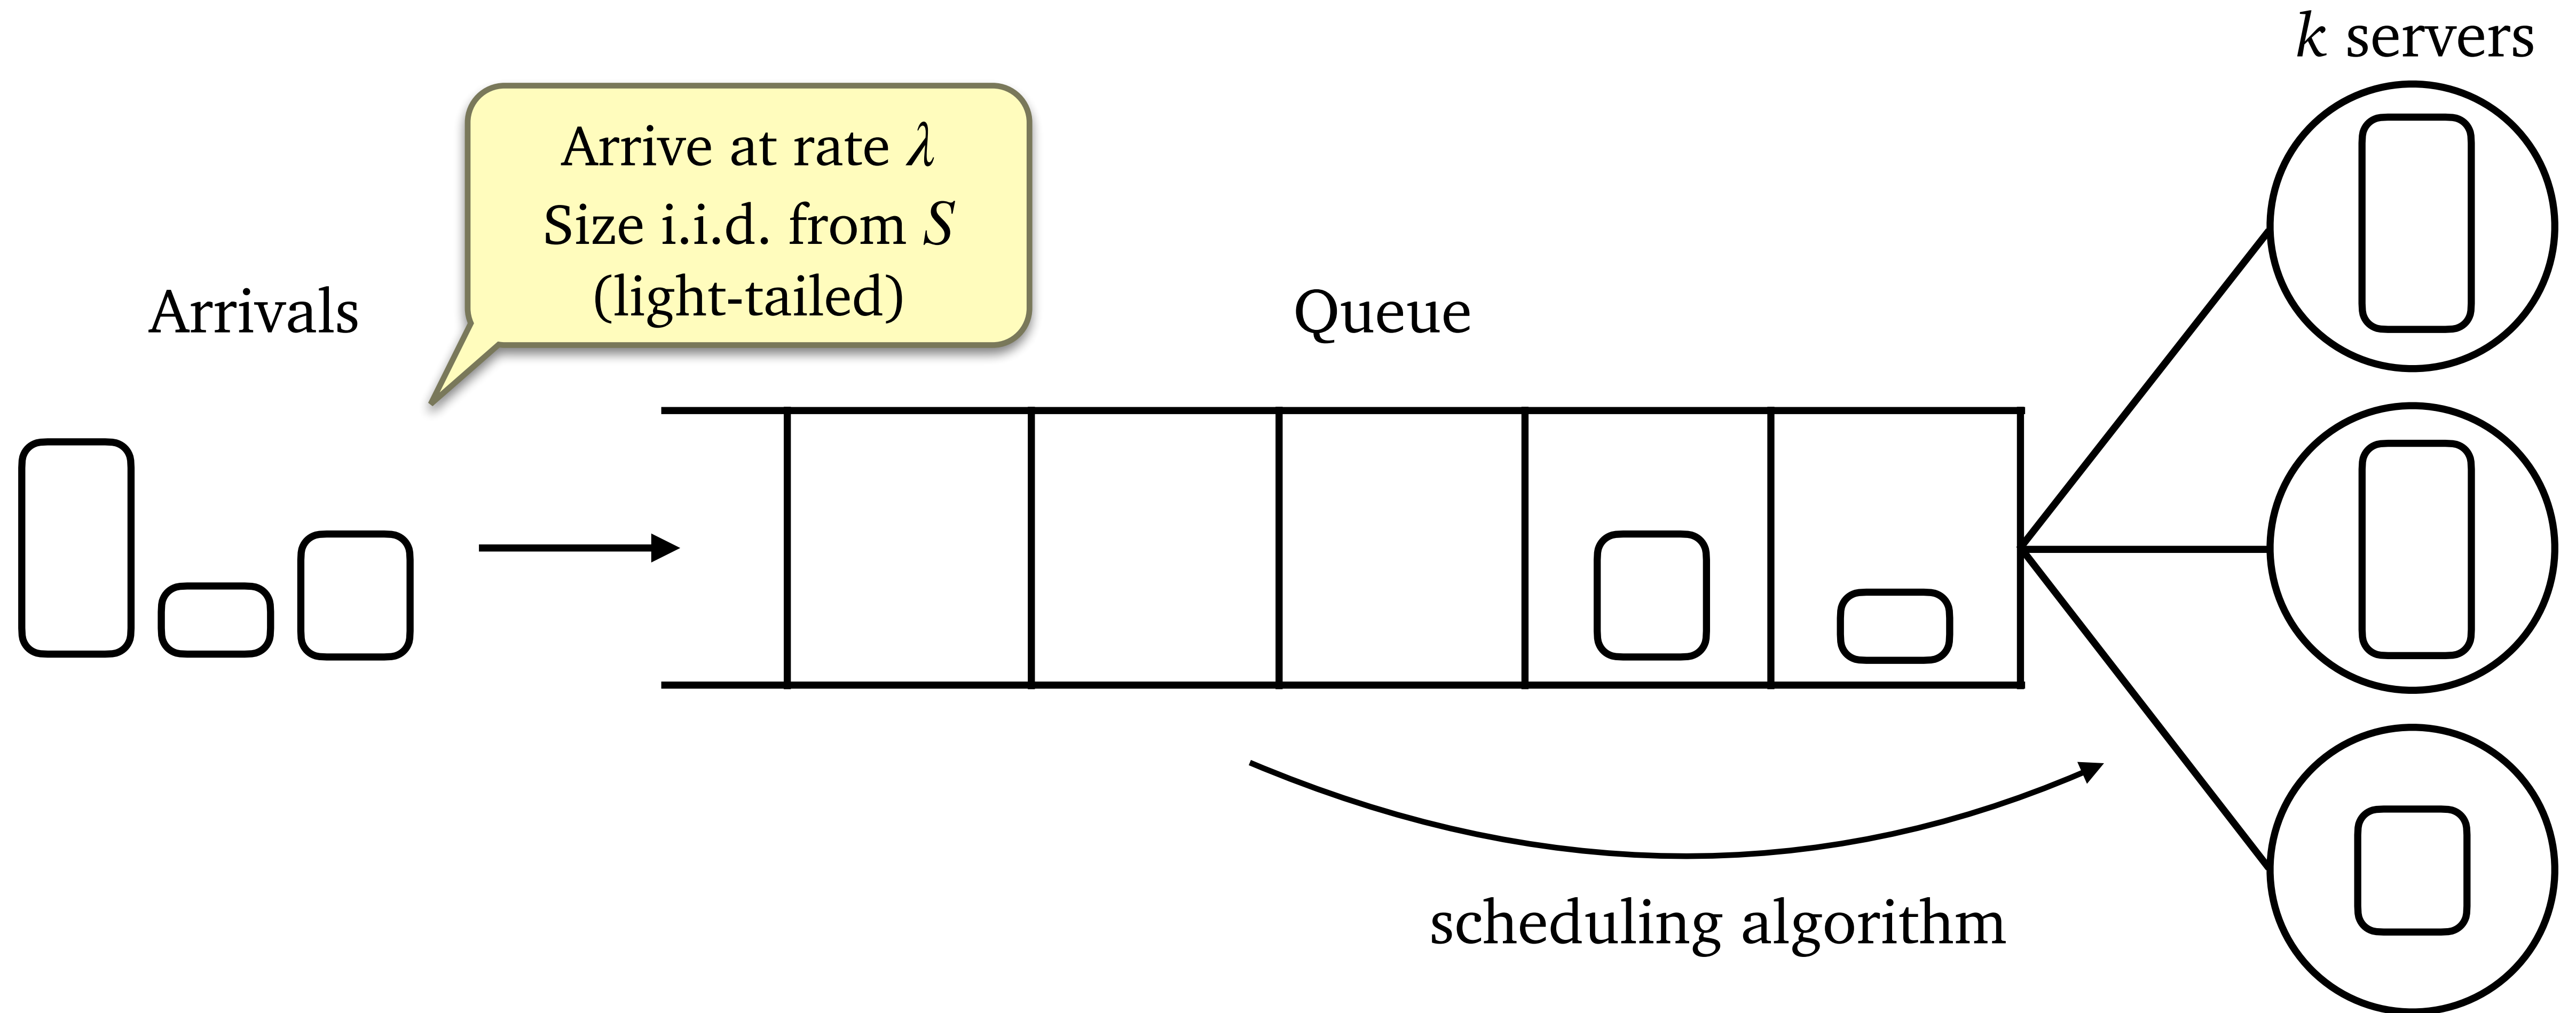 k servers
Arrive at rate λ
Size i.i.d. from S
(light-tailed)
Arrivals
Queue
scheduling algorithm